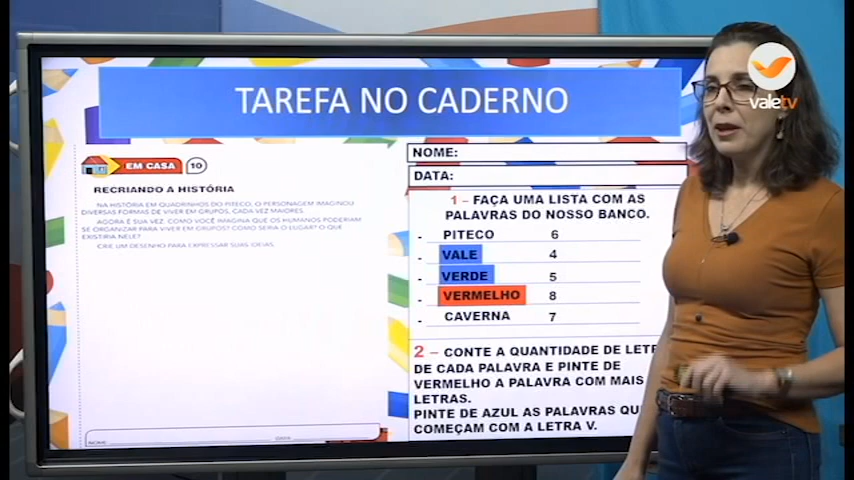 TAREFA NO CADERNO
valetv
EM CASA 10
RECRIANDO A HISTÓRIA
NA HISTÓRIA EM QUADRINHOS DO PITECO, O PERSONAGEM IMAGINOU
DIVERSAS FORMAS DE VIVER EM GRUPOS, CADA VEZ MAIORES.
AGORA É SUA VEZ. COMO VOCÊ IMAGINA QUE OS HUMANOS PODERIAM
SE ORGANIZAR PARA VIVER EM GRUPOS? COMO SERIA O LUGAR? O QUE
EXISTIRIA NELE?
CRIE UM DESENHO PARA EXPRESSAR SUAS IDEIAS.
NOME:
NOME:
DATA:
1 – FAÇA UMA LISTA COM AS
PALAVRAS DO NOSSO BANCO.
- PITECO 6
- VALE 4
- VERDE 5
- VERMELHO 8
- CAVERNA 7
2 – CONTE A QUANTIDADE DE LETR
DE CADA PALAVRA E PINTE DE
VERMELHO A PALAVRA COM MAIS
LETRAS.
PINTE DE AZUL AS PALAVRAS QU
COMEÇAM COM A LETRA V.